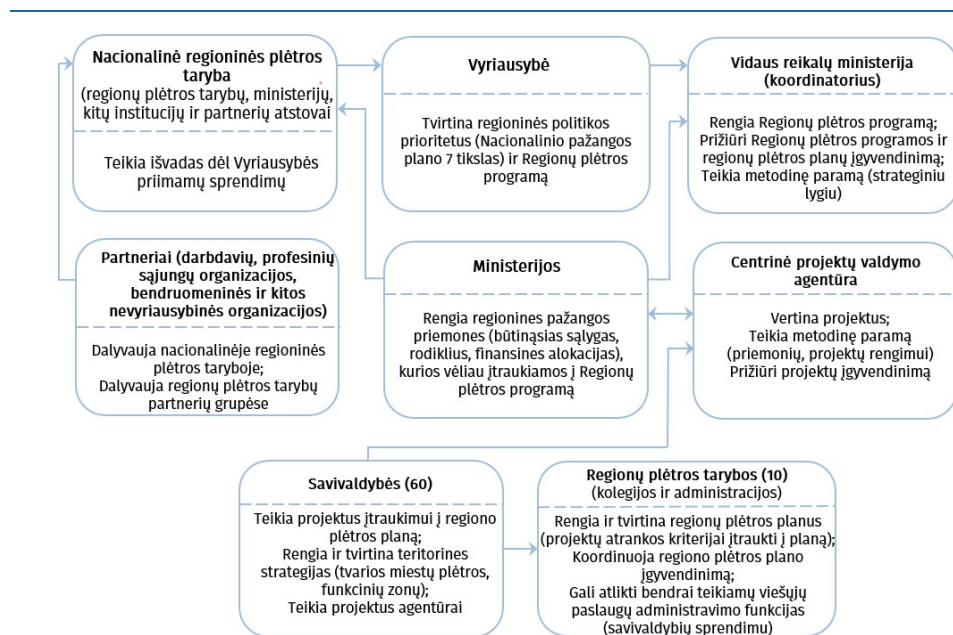 Nacionalinė regioninės plėtros
taryba
(regionų plėtros tarybų, ministerijų,
kitų institucijų ir partnerių atstovai
Teikia išvadas dėl Vyriausybės
priimamų sprendimų
Vyriausybė
Tvirtina regioninės politikos
prioritetus (Nacionalinio pažangos
plano 7 tikslas) ir Regionų plėtros
programą
Vidaus reikalų ministerija
(koordinatorius)
Rengia Regionų plėtros programą;
Prižiūri Regionų plėtros programos ir
regionų plėtros planų įgyvendinimą;
Teikia metodinę paramą (strateginiu
lygiu)
Partneriai (darbdavių, profesinių
sąjungų organizacijos,
bendruomeninės ir kitos
nevyriausybinės organizacijos)
Dalyvauja nacionalinėje regioninės
plėtros taryboje;
Dalyvauja regionų plėtros tarybų
partnerių grupėse
Ministerijos
Rengia regionines pažangos
priemones (būtinąsias sąlygas,
rodiklius, finansines alokacijas),
kurios vėliau įtraukiamos į Regionų
plėtros programą
Centrinė projektų valdymo
agentūra
Vertina projektus;
Teikia metodinę paramą
(priemonių, projektų rengimui)
Prižiūri projektų įgyvendinimą
Savivaldybės (60)
Teikia projektus įtraukimui į regiono
plėtros planą;
Rengia ir tvirtina teritorines
strategijas (tvarios miestų plėtros,
funkcinių zonų);
Teikia projektus agentūrai
Regionų plėtros tarybos (10)
(kolegijos ir administracijos)
Rengia ir tvirtina regionų plėtros planus
(projektų atrankos kriterijai įtraukti į planą);
Koordinuoja regiono plėtros plano
įgyvendinimą;
Gali atlikti bendrai teikiamų viešųjų
paslaugų administravimo funkcijas
(savivaldybių sprendimu)